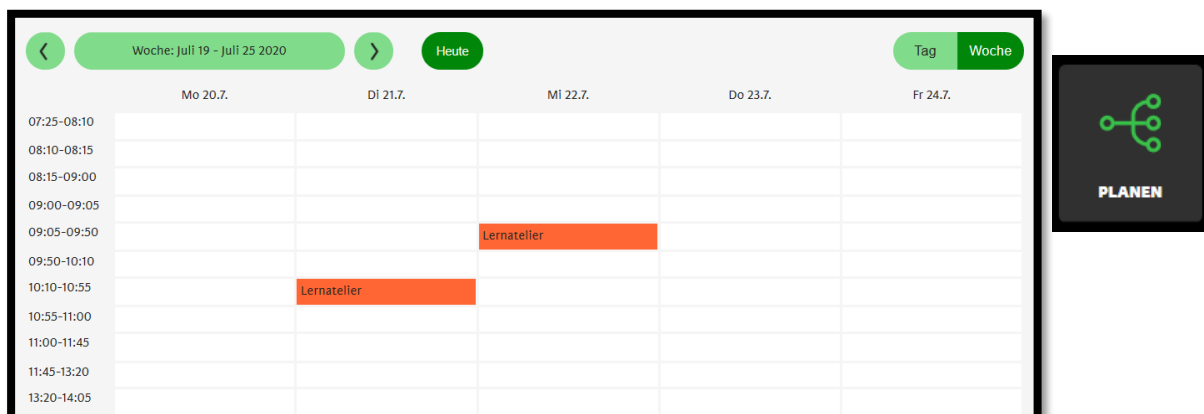 Woche: Juli 19 - Juli 25 2020
Heute
Tag Woche
Mo 20.7. Di 21.7. Mi 22.7. Do 23.7. Fr 24.7.
07:25-08:10
08:10-08:15
08:15-09:00
09:00-09:05
09:05-09:50 Lernatelier
09:50-10:10
10:10-10:55 Lernatelier
10:55-11:00
11:00-11:45
11:45-13:20
13:20-14:05
PLANEN